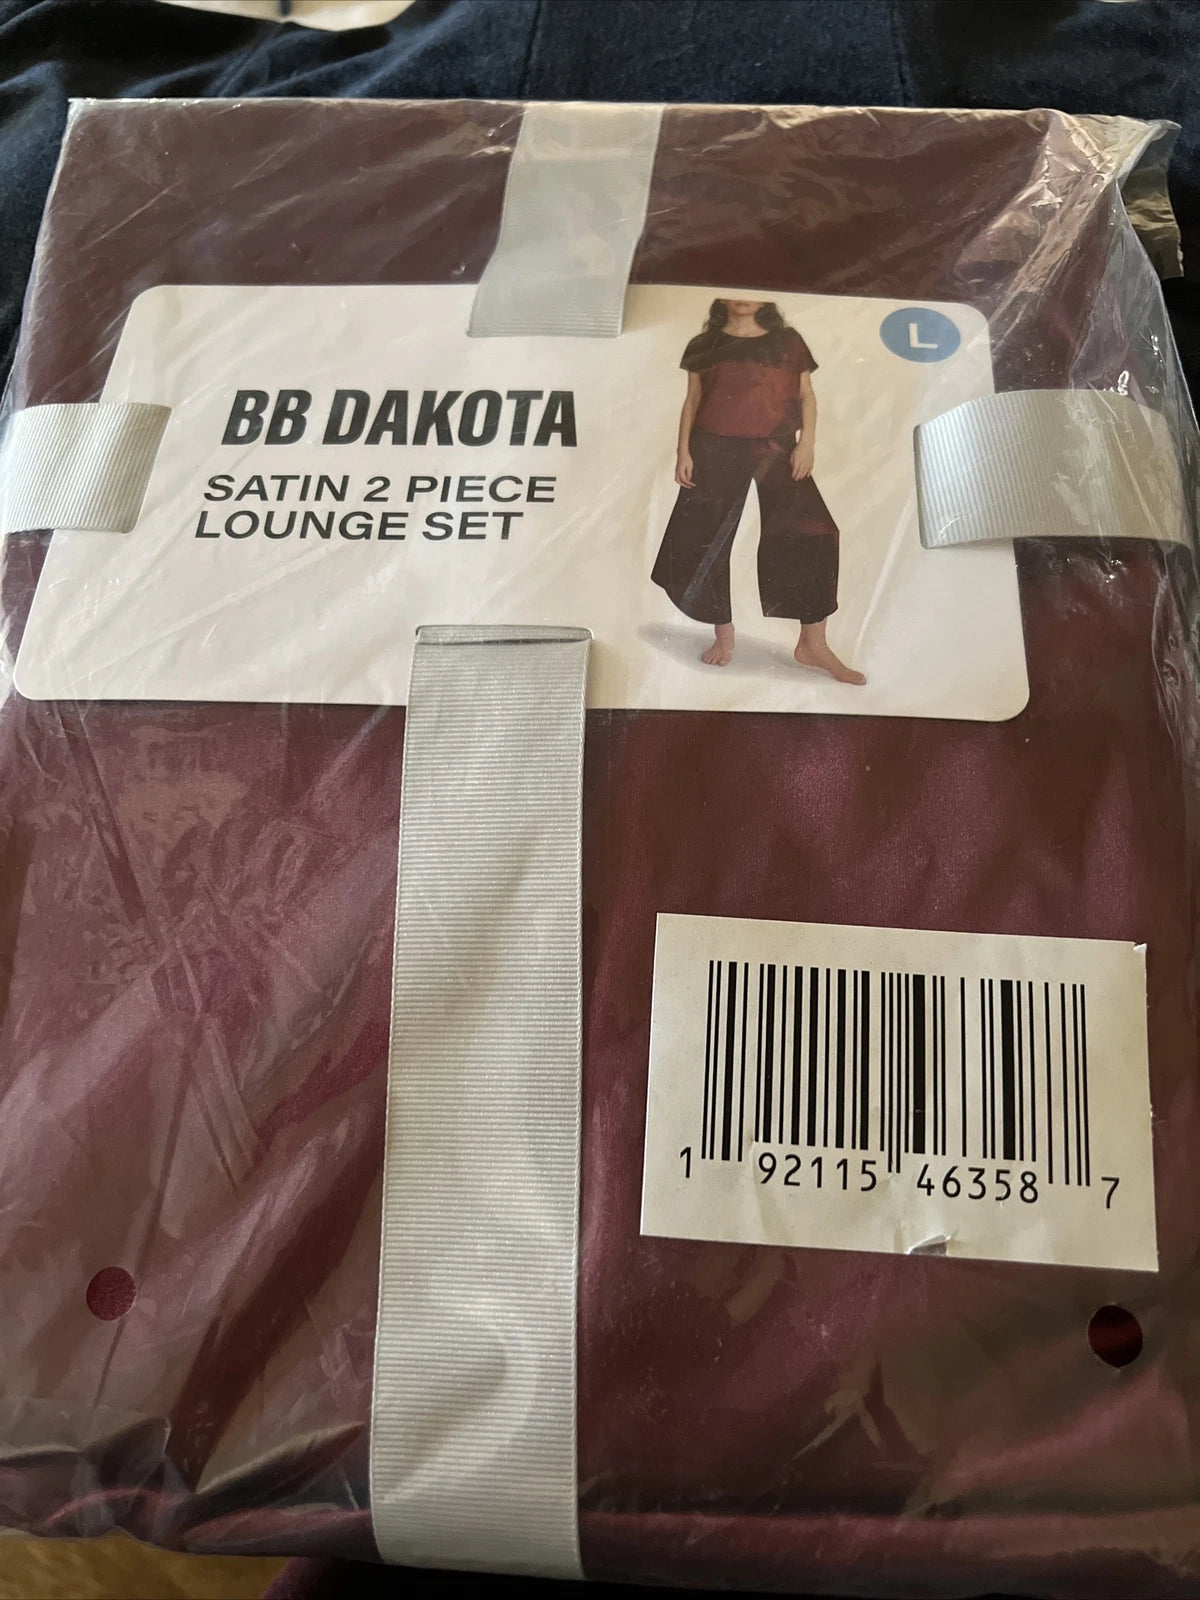 L
BB DAKOTA
SATIN 2 PIECE
LOUNGE SET
1 92115 46358 7